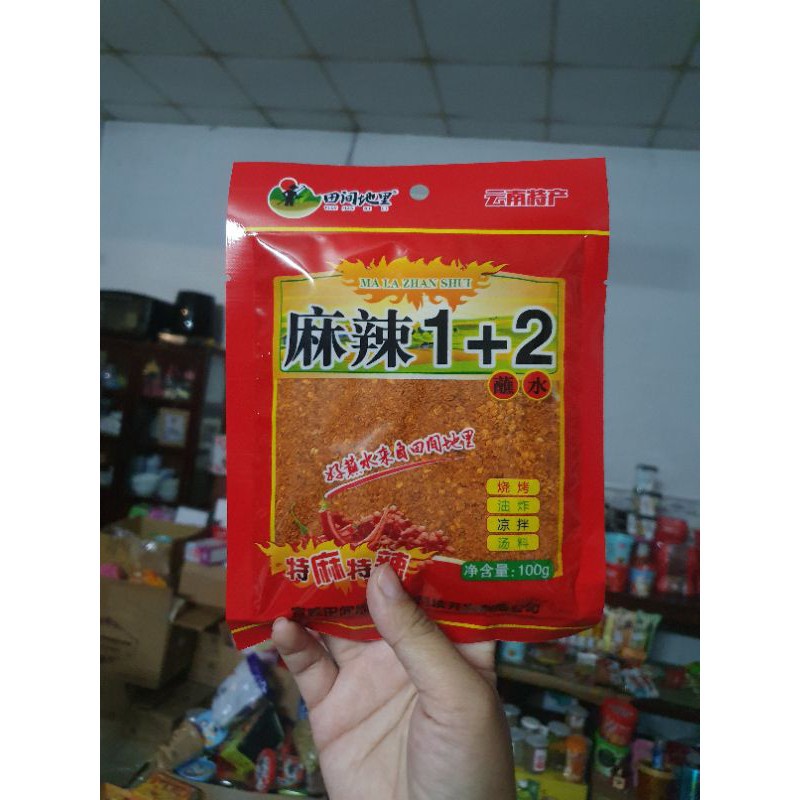 田间地里®
云南特产
MA LA ZHAN SHUI
麻辣1+2
蘸水
好蘸水来自田间地里
烧烤
油炸
凉拌
汤料
特麻特辣
净含量:100g